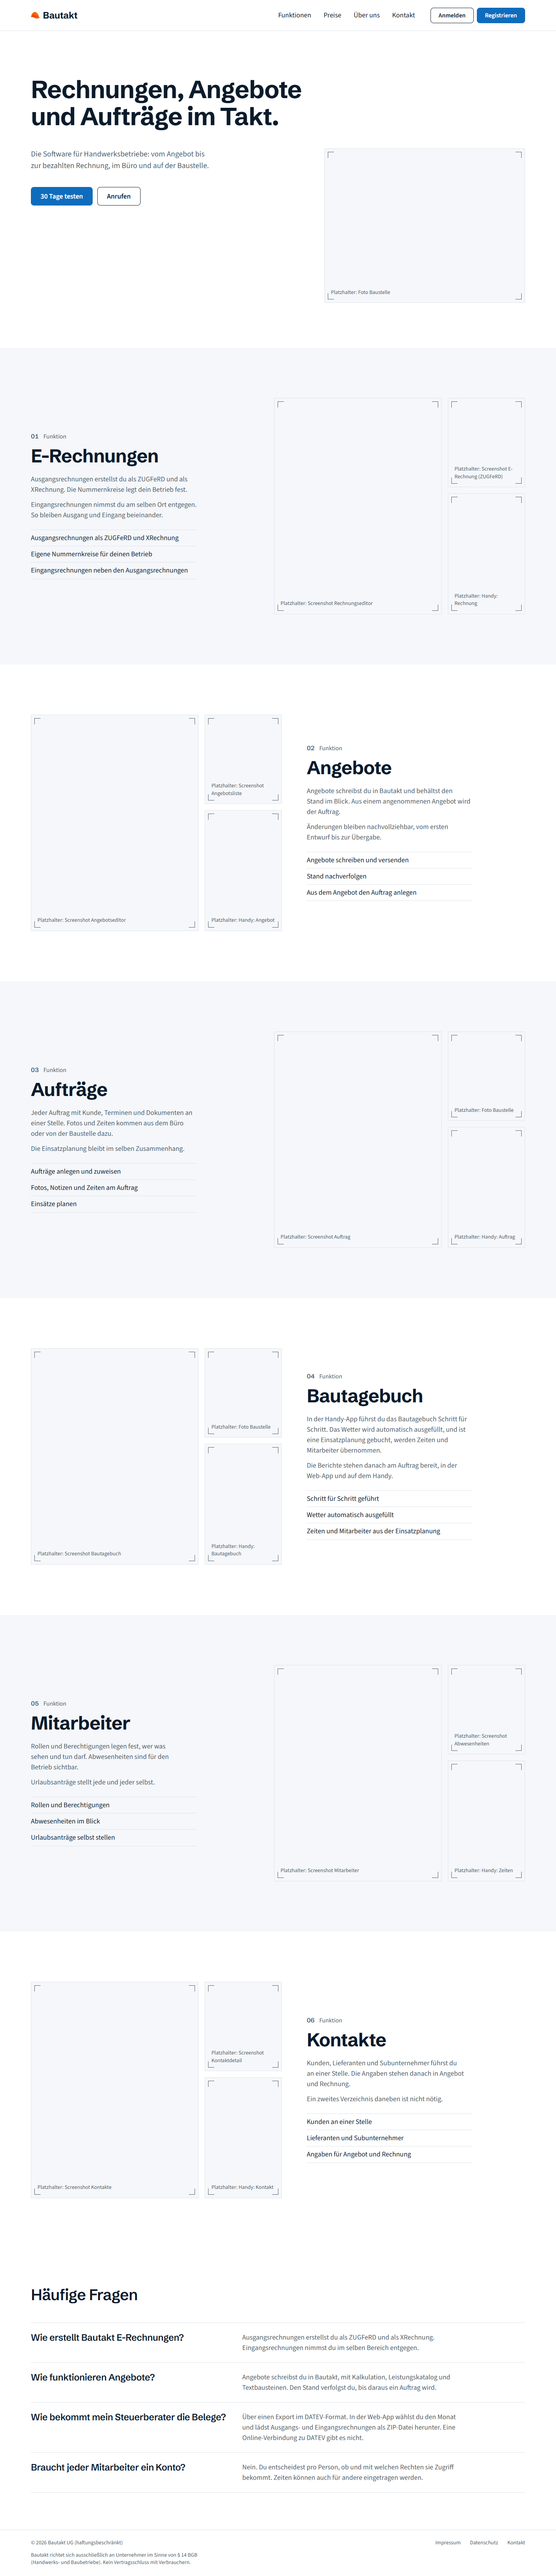 Bautakt
Funktionen Preise Über uns Kontakt Anmelden Registrieren
Rechnungen, Angebote
und Aufträge im Takt.
Die Software für Handwerksbetriebe: vom Angebot bis
zur bezahlten Rechnung, im Büro und auf der Baustelle.
30 Tage testen Anrufen
Platzhalter: Foto Baustelle
01 Funktion
E-Rechnungen
Ausgangsrechnungen erstellst du als ZUGFeRD und als
XRechnung. Die Nummernkreise legt dein Betrieb fest.
Eingangsrechnungen nimmst du am selben Ort entgegen.
So bleiben Ausgang und Eingang beieinander.
Ausgangsrechnungen als ZUGFeRD und XRechnung
Eigene Nummernkreise für deinen Betrieb
Eingangsrechnungen neben den Ausgangsrechnungen
Platzhalter: Screenshot Rechnungseditor
Platzhalter: Screenshot E-
Rechnung (ZUGFeRD)
Platzhalter: Handy:
Rechnung
Platzhalter: Screenshot Angebotseditor
Platzhalter: Screenshot
Angebotsliste
Platzhalter: Handy: Angebot
02 Funktion
Angebote
Angebote schreibst du in Bautakt und behältst den
Stand im Blick. Aus einem angenommenen Angebot wird
der Auftrag.
Änderungen bleiben nachvollziehbar, vom ersten
Entwurf bis zur Übergabe.
Angebote schreiben und versenden
Stand nachverfolgen
Aus dem Angebot den Auftrag anlegen
03 Funktion
Aufträge
Jeder Auftrag mit Kunde, Terminen und Dokumenten an
einer Stelle. Fotos und Zeiten kommen aus dem Büro
oder von der Baustelle dazu.
Die Einsatzplanung bleibt im selben Zusammenhang.
Aufträge anlegen und zuweisen
Fotos, Notizen und Zeiten am Auftrag
Einsätze planen
Platzhalter: Screenshot Auftrag
Platzhalter: Foto Baustelle
Platzhalter: Handy: Auftrag
Platzhalter: Screenshot Bautagebuch
Platzhalter: Foto Baustelle
Platzhalter: Handy:
Bautagebuch
04 Funktion
Bautagebuch
In der Handy-App führst du das Bautagebuch Schritt für
Schritt. Das Wetter wird automatisch ausgefüllt, und ist
eine Einsatzplanung gebucht, werden Zeiten und
Mitarbeiter übernommen.
Die Berichte stehen danach am Auftrag bereit, in der
Web-App und auf dem Handy.
Schritt für Schritt geführt
Wetter automatisch ausgefüllt
Zeiten und Mitarbeiter aus der Einsatzplanung
05 Funktion
Mitarbeiter
Rollen und Berechtigungen legen fest, wer was
sehen und tun darf. Abwesenheiten sind für den
Betrieb sichtbar.
Urlaubsanträge stellt jede und jeder selbst.
Rollen und Berechtigungen
Abwesenheiten im Blick
Urlaubsanträge selbst stellen
Platzhalter: Screenshot Mitarbeiter
Platzhalter: Screenshot
Abwesenheiten
Platzhalter: Handy: Zeiten
Platzhalter: Screenshot Kontakte
Platzhalter: Screenshot
Kontaktdetail
Platzhalter: Handy: Kontakt
06 Funktion
Kontakte
Kunden, Lieferanten und Subunternehmer führst du
an einer Stelle. Die Angaben stehen danach in Angebot
und Rechnung.
Ein zweites Verzeichnis daneben ist nicht nötig.
Kunden an einer Stelle
Lieferanten und Subunternehmer
Angaben für Angebot und Rechnung
Häufige Fragen
Wie erstellt Bautakt E-Rechnungen?
Ausgangsrechnungen erstellst du als ZUGFeRD und als XRechnung.
Eingangsrechnungen nimmst du im selben Bereich entgegen.
Wie funktionieren Angebote?
Angebote schreibst du in Bautakt, mit Kalkulation, Leistungskatalog und
Textbausteinen. Den Stand verfolgst du, bis daraus ein Auftrag wird.
Wie bekommt mein Steuerberater die Belege?
Über einen Export im DATEV-Format. In der Web-App wählst du den Monat
und lädst Ausgangs- und Eingangsrechnungen als ZIP-Datei herunter. Eine
Online-Verbindung zu DATEV gibt es nicht.
Braucht jeder Mitarbeiter ein Konto?
Nein. Du entscheidest pro Person, ob und mit welchen Rechten sie Zugriff
bekommt. Zeiten können auch für andere eingetragen werden.
© 2026 Bautakt UG (haftungsbeschränkt)
Impressum Datenschutz Kontakt
Bautakt richtet sich ausschließlich an Unternehmer im Sinne von § 14 BGB
(Handwerks- und Baubetriebe). Kein Vertragsschluss mit Verbrauchern.